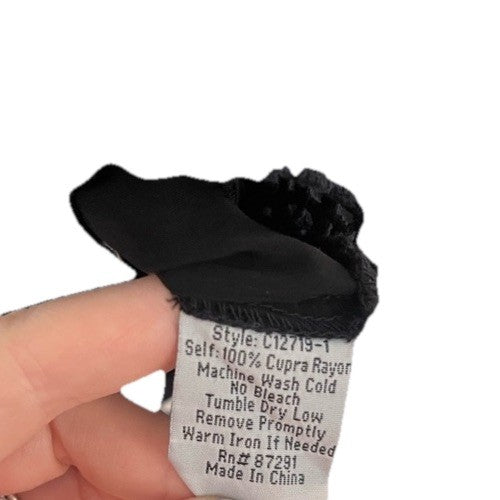 Style: C12719-1
Self: 100% Cupra Rayon
Machine Wash Cold
No Bleach
Tumble Dry Low
Remove Promptly
Warm Iron If Needed
Rn# 87291
Made In China